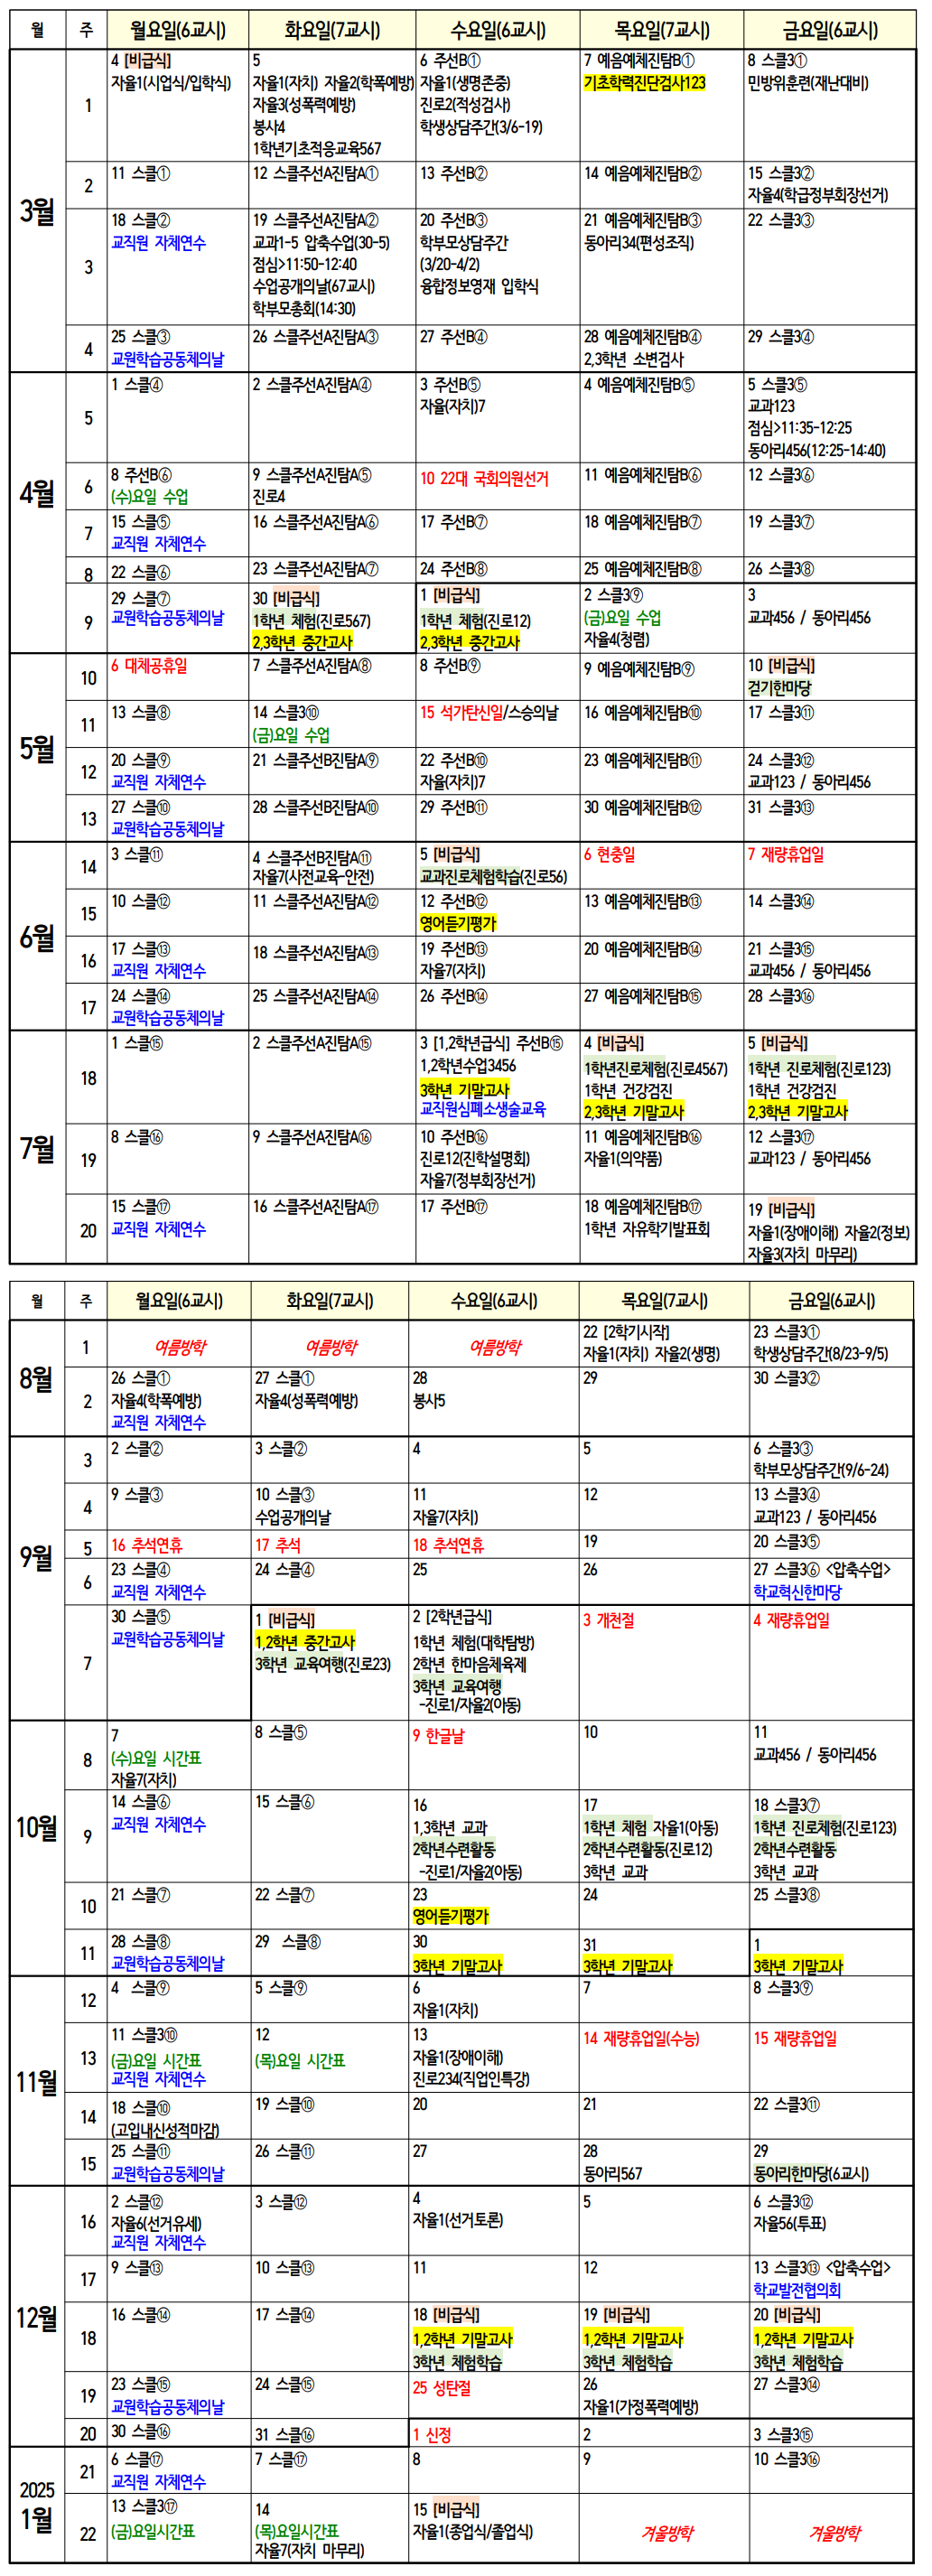 월 주 월요일(6교시) 화요일(7교시) 수요일(6교시) 목요일(7교시) 금요일(6교시)
3월
1
4 [비급식]
자율1(시업식/입학식)
5
자율1(자치) 자율2(학폭예방)
자율3(성폭력예방)
봉사4
1학년기초적응교육567
6 주선B①
자율1(생명존중)
진로2(적성검사)
학생상담주간(3/6-19)
7 예음예체진탐B①
기초학력진단검사123
8 스클3①
민방위훈련(재난대비)
2
11 스클①
12 스클주선A진탐A①
13 주선B②
14 예음예체진탐B②
15 스클3②
자율4(학급정부회장선거)
3
18 스클②
교직원 자체연수
19 스클주선A진탐A②
교과1-5 압축수업(30-5)
점심>11:50-12:40
수업공개의날(67교시)
학부모총회(14:30)
20 주선B③
학부모상담주간
(3/20-4/2)
융합정보영재 입학식
21 예음예체진탐B③
동아리34(편성조직)
22 스클3③
4
25 스클③
교원학습공동체의날
26 스클주선A진탐A③
27 주선B④
28 예음예체진탐B④
2,3학년 소변검사
29 스클3④
4월
5
1 스클④
2 스클주선A진탐A④
3 주선B⑤
자율(자치)7
4 예음예체진탐B⑤
5 스클3⑤
교과123
점심>11:35-12:25
동아리456(12:25-14:40)
6
8 주선B⑥
(수)요일 수업
9 스클주선A진탐A⑤
진로4
10 22대 국회의원선거
11 예음예체진탐B⑥
12 스클3⑥
7
15 스클⑤
교직원 자체연수
16 스클주선A진탐A⑥
17 주선B⑦
18 예음예체진탐B⑦
19 스클3⑦
8
22 스클⑥
23 스클주선A진탐A⑦
24 주선B⑧
25 예음예체진탐B⑧
26 스클3⑧
9
29 스클⑦
교원학습공동체의날
30 [비급식]
1학년 체험(진로567)
2,3학년 중간고사
1 [비급식]
1학년 체험(진로12)
2,3학년 중간고사
2 스클3⑨
(금)요일 수업
자율4(청렴)
3
교과456 / 동아리456
5월
10
6 대체공휴일
7 스클주선A진탐A⑧
8 주선B⑨
9 예음예체진탐B⑨
10 [비급식]
걷기한마당
11
13 스클⑧
14 스클3⑩
(금)요일 수업
15 석가탄신일/스승의날
16 예음예체진탐B⑩
17 스클3⑪
12
20 스클⑨
교직원 자체연수
21 스클주선B진탐A⑨
22 주선B⑩
자율(자치)7
23 예음예체진탐B⑪
24 스클3⑫
교과123 / 동아리456
13
27 스클⑩
교원학습공동체의날
28 스클주선B진탐A⑩
29 주선B⑪
30 예음예체진탐B⑫
31 스클3⑬
6월
14
3 스클⑪
4 스클주선B진탐A⑪
자율7(사전교육-안전)
5 [비급식]
교과진로체험학습(진로56)
6 현충일
7 재량휴업일
15
10 스클⑫
11 스클주선A진탐A⑫
12 주선B⑫
영어듣기평가
13 예음예체진탐B⑬
14 스클3⑭
16
17 스클⑬
교직원 자체연수
18 스클주선A진탐A⑬
19 주선B⑬
자율7(자치)
20 예음예체진탐B⑭
21 스클3⑮
교과456 / 동아리456
17
24 스클⑭
교원학습공동체의날
25 스클주선A진탐A⑭
26 주선B⑭
27 예음예체진탐B⑮
28 스클3⑯
7월
18
1 스클⑮
2 스클주선A진탐A⑮
3 [1,2학년급식] 주선B⑮
1,2학년수업3456
3학년 기말고사
교직원심폐소생술교육
4 [비급식]
1학년진로체험(진로4567)
1학년 건강검진
2,3학년 기말고사
5 [비급식]
1학년 진로체험(진로123)
1학년 건강검진
2,3학년 기말고사
19
8 스클⑯
9 스클주선A진탐A⑯
10 주선B⑯
진로12(진학설명회)
자율7(정부회장선거)
11 예음예체진탐B⑯
자율1(의약품)
12 스클3⑰
교과123 / 동아리456
20
15 스클⑰
교직원 자체연수
16 스클주선A진탐A⑰
17 주선B⑰
18 예음예체진탐B⑰
1학년 자유학기발표회
19 [비급식]
자율1(장애이해) 자율2(정보)
자율3(자치 마무리)
월 주 월요일(6교시) 화요일(7교시) 수요일(6교시) 목요일(7교시) 금요일(6교시)
8월
1
여름방학
여름방학
여름방학
22 [2학기시작]
자율1(자치) 자율2(생명)
23 스클3①
학생상담주간(8/23-9/5)
2
26 스클①
자율4(학폭예방)
교직원 자체연수
27 스클①
자율4(성폭력예방)
28
봉사5
29
30 스클3②
9월
3
2 스클②
3 스클②
4
5
6 스클3③
학부모상담주간(9/6-24)
4
9 스클③
10 스클③
수업공개의날
11
자율7(자치)
12
13 스클3④
교과123 / 동아리456
5
16 추석연휴
17 추석
18 추석연휴
19
20 스클3⑤
6
23 스클④
교직원 자체연수
24 스클④
25
26
27 스클3⑥ <압축수업>
학교혁신한마당
7
30 스클⑤
교원학습공동체의날
1 [비급식]
1,2학년 중간고사
3학년 교육여행(진로23)
2 [2학년급식]
1학년 체험(대학탐방)
2학년 한마음체육제
3학년 교육여행
-진로1/자율2(아동)
3 개천절
4 재량휴업일
10월
8
7
(수)요일 시간표
자율7(자치)
8 스클⑤
9 한글날
10
11
교과456 / 동아리456
9
14 스클⑥
교직원 자체연수
15 스클⑥
16
1,3학년 교과
2학년수련활동
-진로1/자율2(아동)
17
1학년 체험 자율1(아동)
2학년수련활동(진로12)
3학년 교과
18 스클3⑦
1학년 진로체험(진로123)
2학년수련활동
3학년 교과
10
21 스클⑦
22 스클⑦
23
영어듣기평가
24
25 스클3⑧
11
28 스클⑧
교원학습공동체의날
29 스클⑧
30
3학년 기말고사
31
3학년 기말고사
1
3학년 기말고사
11월
12
4 스클⑨
5 스클⑨
6
자율1(자치)
7
8 스클3⑨
13
11 스클3⑩
(금)요일 시간표
교직원 자체연수
12
(목)요일 시간표
13
자율1(장애이해)
진로234(직업인특강)
14 재량휴업일(수능)
15 재량휴업일
14
18 스클⑩
(고입내신성적마감)
19 스클⑩
20
21
22 스클3⑪
15
25 스클⑪
교원학습공동체의날
26 스클⑪
27
28
동아리567
29
동아리한마당(6교시)
12월
16
2 스클⑫
자율6(선거유세)
교직원 자체연수
3 스클⑫
4
자율1(선거토론)
5
6 스클3⑫
자율56(투표)
17
9 스클⑬
10 스클⑬
11
12
13 스클3⑬ <압축수업>
학교발전협의회
18
16 스클⑭
17 스클⑭
18 [비급식]
1,2학년 기말고사
3학년 체험학습
19 [비급식]
1,2학년 기말고사
3학년 체험학습
20 [비급식]
1,2학년 기말고사
3학년 체험학습
19
23 스클⑮
교원학습공동체의날
24 스클⑮
25 성탄절
26
자율1(가정폭력예방)
27 스클3⑭
20
30 스클⑯
31 스클⑯
1 신정
2
3 스클3⑮
2025
1월
21
6 스클⑰
교직원 자체연수
7 스클⑰
8
9
10 스클3⑯
22
13 스클3⑰
(금)요일시간표
14
(목)요일시간표
자율7(자치 마무리)
15 [비급식]
자율1(종업식/졸업식)
겨울방학
겨울방학